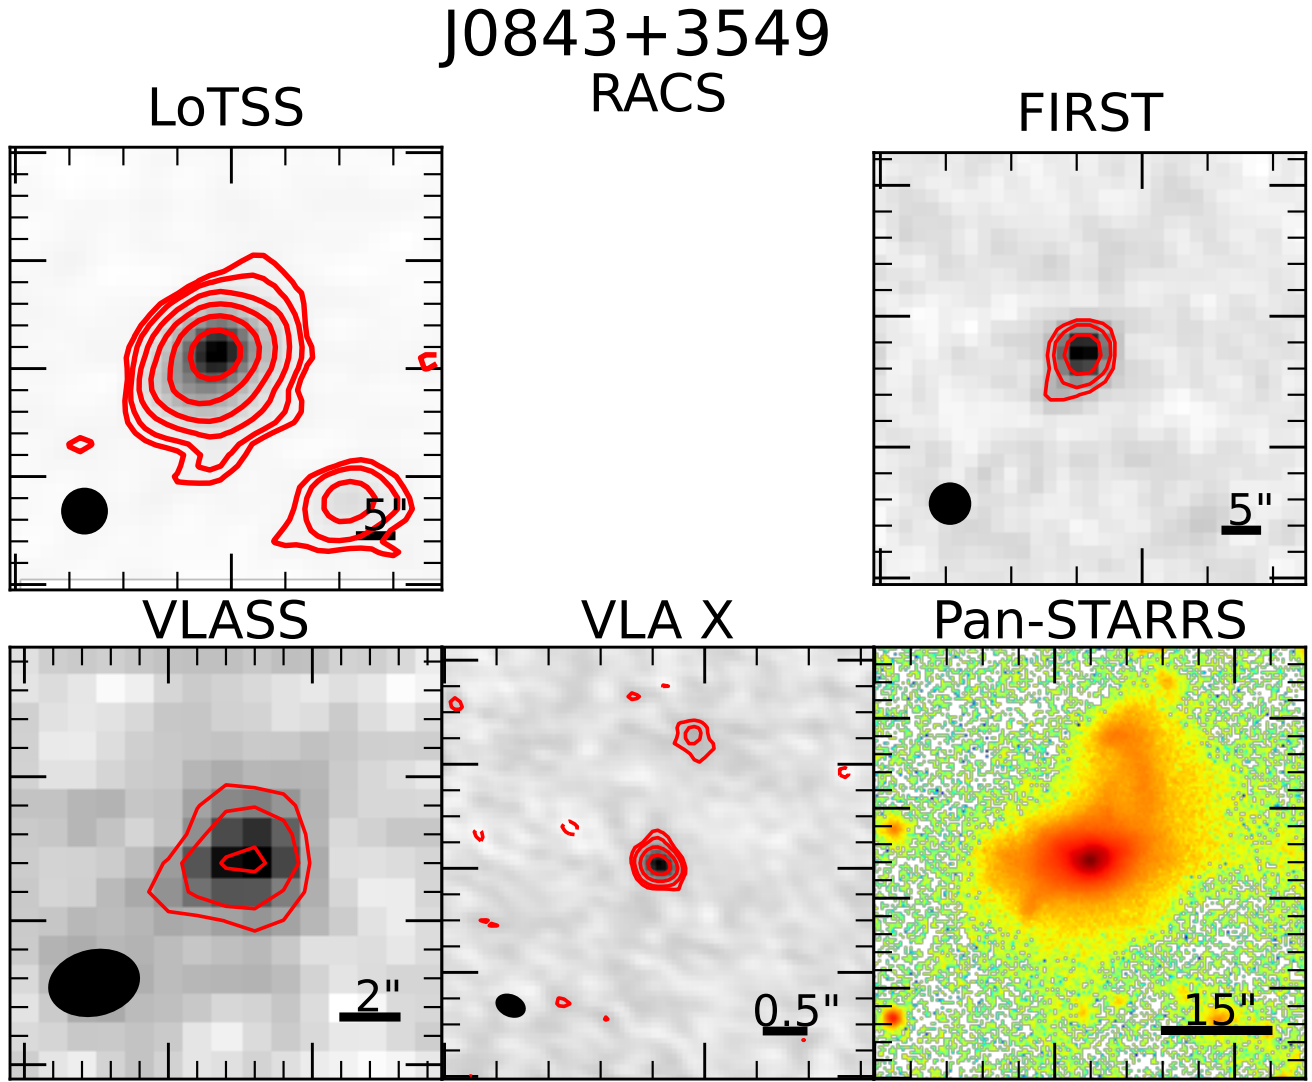 J0843+3549
RACS
LoTSS
FIRST
5"
5"
VLASS
VLA X
Pan-STARRS
2"
0.5"
15"